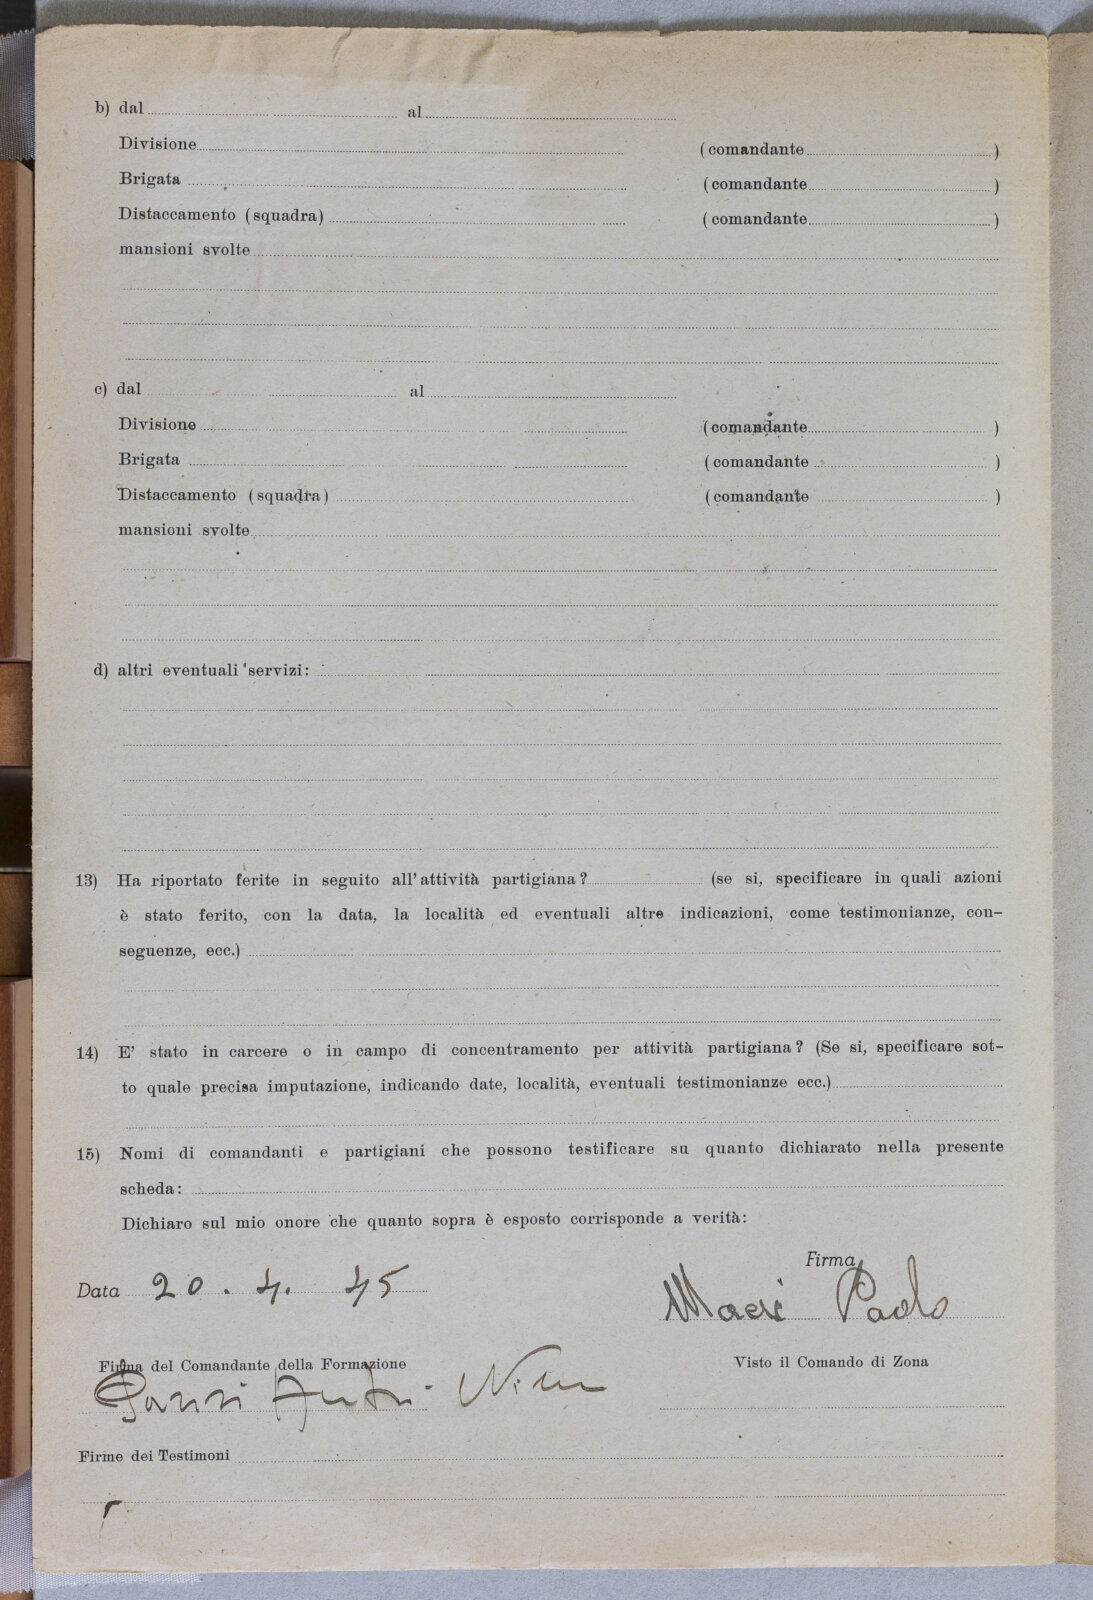 b) dal al
Divisione (comandante )
Brigata (comandante )
Distaccamento (squadra) (comandante )
mansioni svolte
c) dal al
Divisione (comandante )
Brigata (comandante )
Distaccamento (squadra) (comandante )
mansioni svolte
d) altri eventuali servizi:
13) Ha riportato ferite in seguito all'attività partigiana? (se si, specificare in quali azioni
è stato ferito, con la data, la località ed eventuali altre indicazioni, come testimonianze, con-
seguenze, ecc.)
14) E' stato in carcere o in campo di concentramento per attività partigiana? (Se si, specificare sot-
to quale precisa imputazione, indicando date, località, eventuali testimonianze ecc.)
15) Nomi di comandanti e partigiani che possono testificare su quanto dichiarato nella presente
scheda:
Dichiaro sul mio onore che quanto sopra è esposto corrisponde a verità:
Firma
Data 20.4.45
Paolo
Firma del Comandante della Formazione Visto il Comando di Zona
Firme dei Testimoni